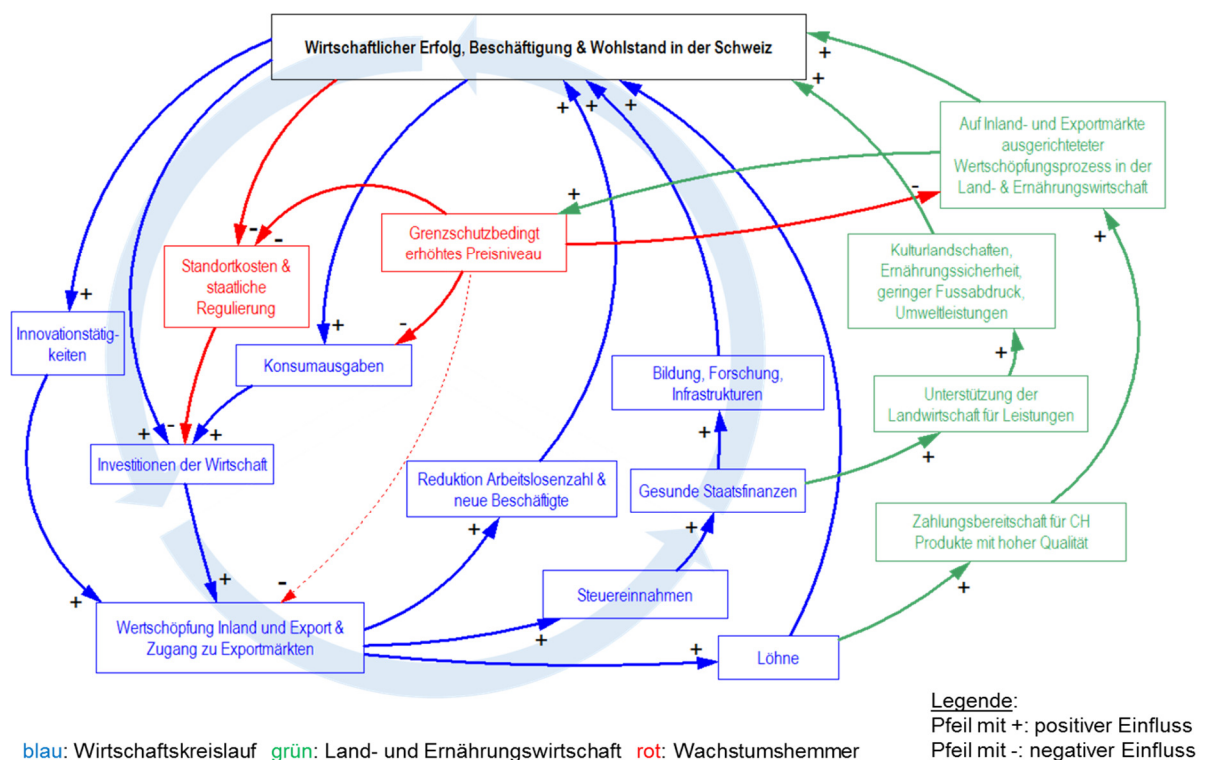 Wirtschaftlicher Erfolg, Beschäftigung & Wohlstand in der Schweiz
+
+
+
+
+
Auf Inland- und Exportmärkte
ausgerichteteter
Wertschöpfungsprozess in der
Land- & Ernährungswirtschaft
-
+
+
Grenzschutzbedingt
erhöhtes Preisniveau
-
-
Standortkosten &
staatliche
Regulierung
Kulturlandschaften,
Ernährungssicherheit,
geringer Fussabdruck,
Umweltleistungen
+
Innovationstätig-
keiten
+
-
Konsumausgaben
+
Bildung, Forschung,
Infrastrukturen
Unterstützung der
Landwirtschaft für Leistungen
+
-
+
+
+
Investitionen der Wirtschaft
Reduktion Arbeitslosenzahl &
neue Beschäftigte
Gesunde Staatsfinanzen
+
+
Zahlungsbereitschaft für CH
Produkte mit hoher Qualität
+
-
+
+
Steuereinnahmen
Wertschöpfung Inland und Export &
Zugang zu Exportmärkten
+
+
Löhne
Legende:
Pfeil mit +: positiver Einfluss
Pfeil mit -: negativer Einfluss
blau: Wirtschaftskreislauf grün: Land- und Ernährungswirtschaft rot: Wachstumshemmer